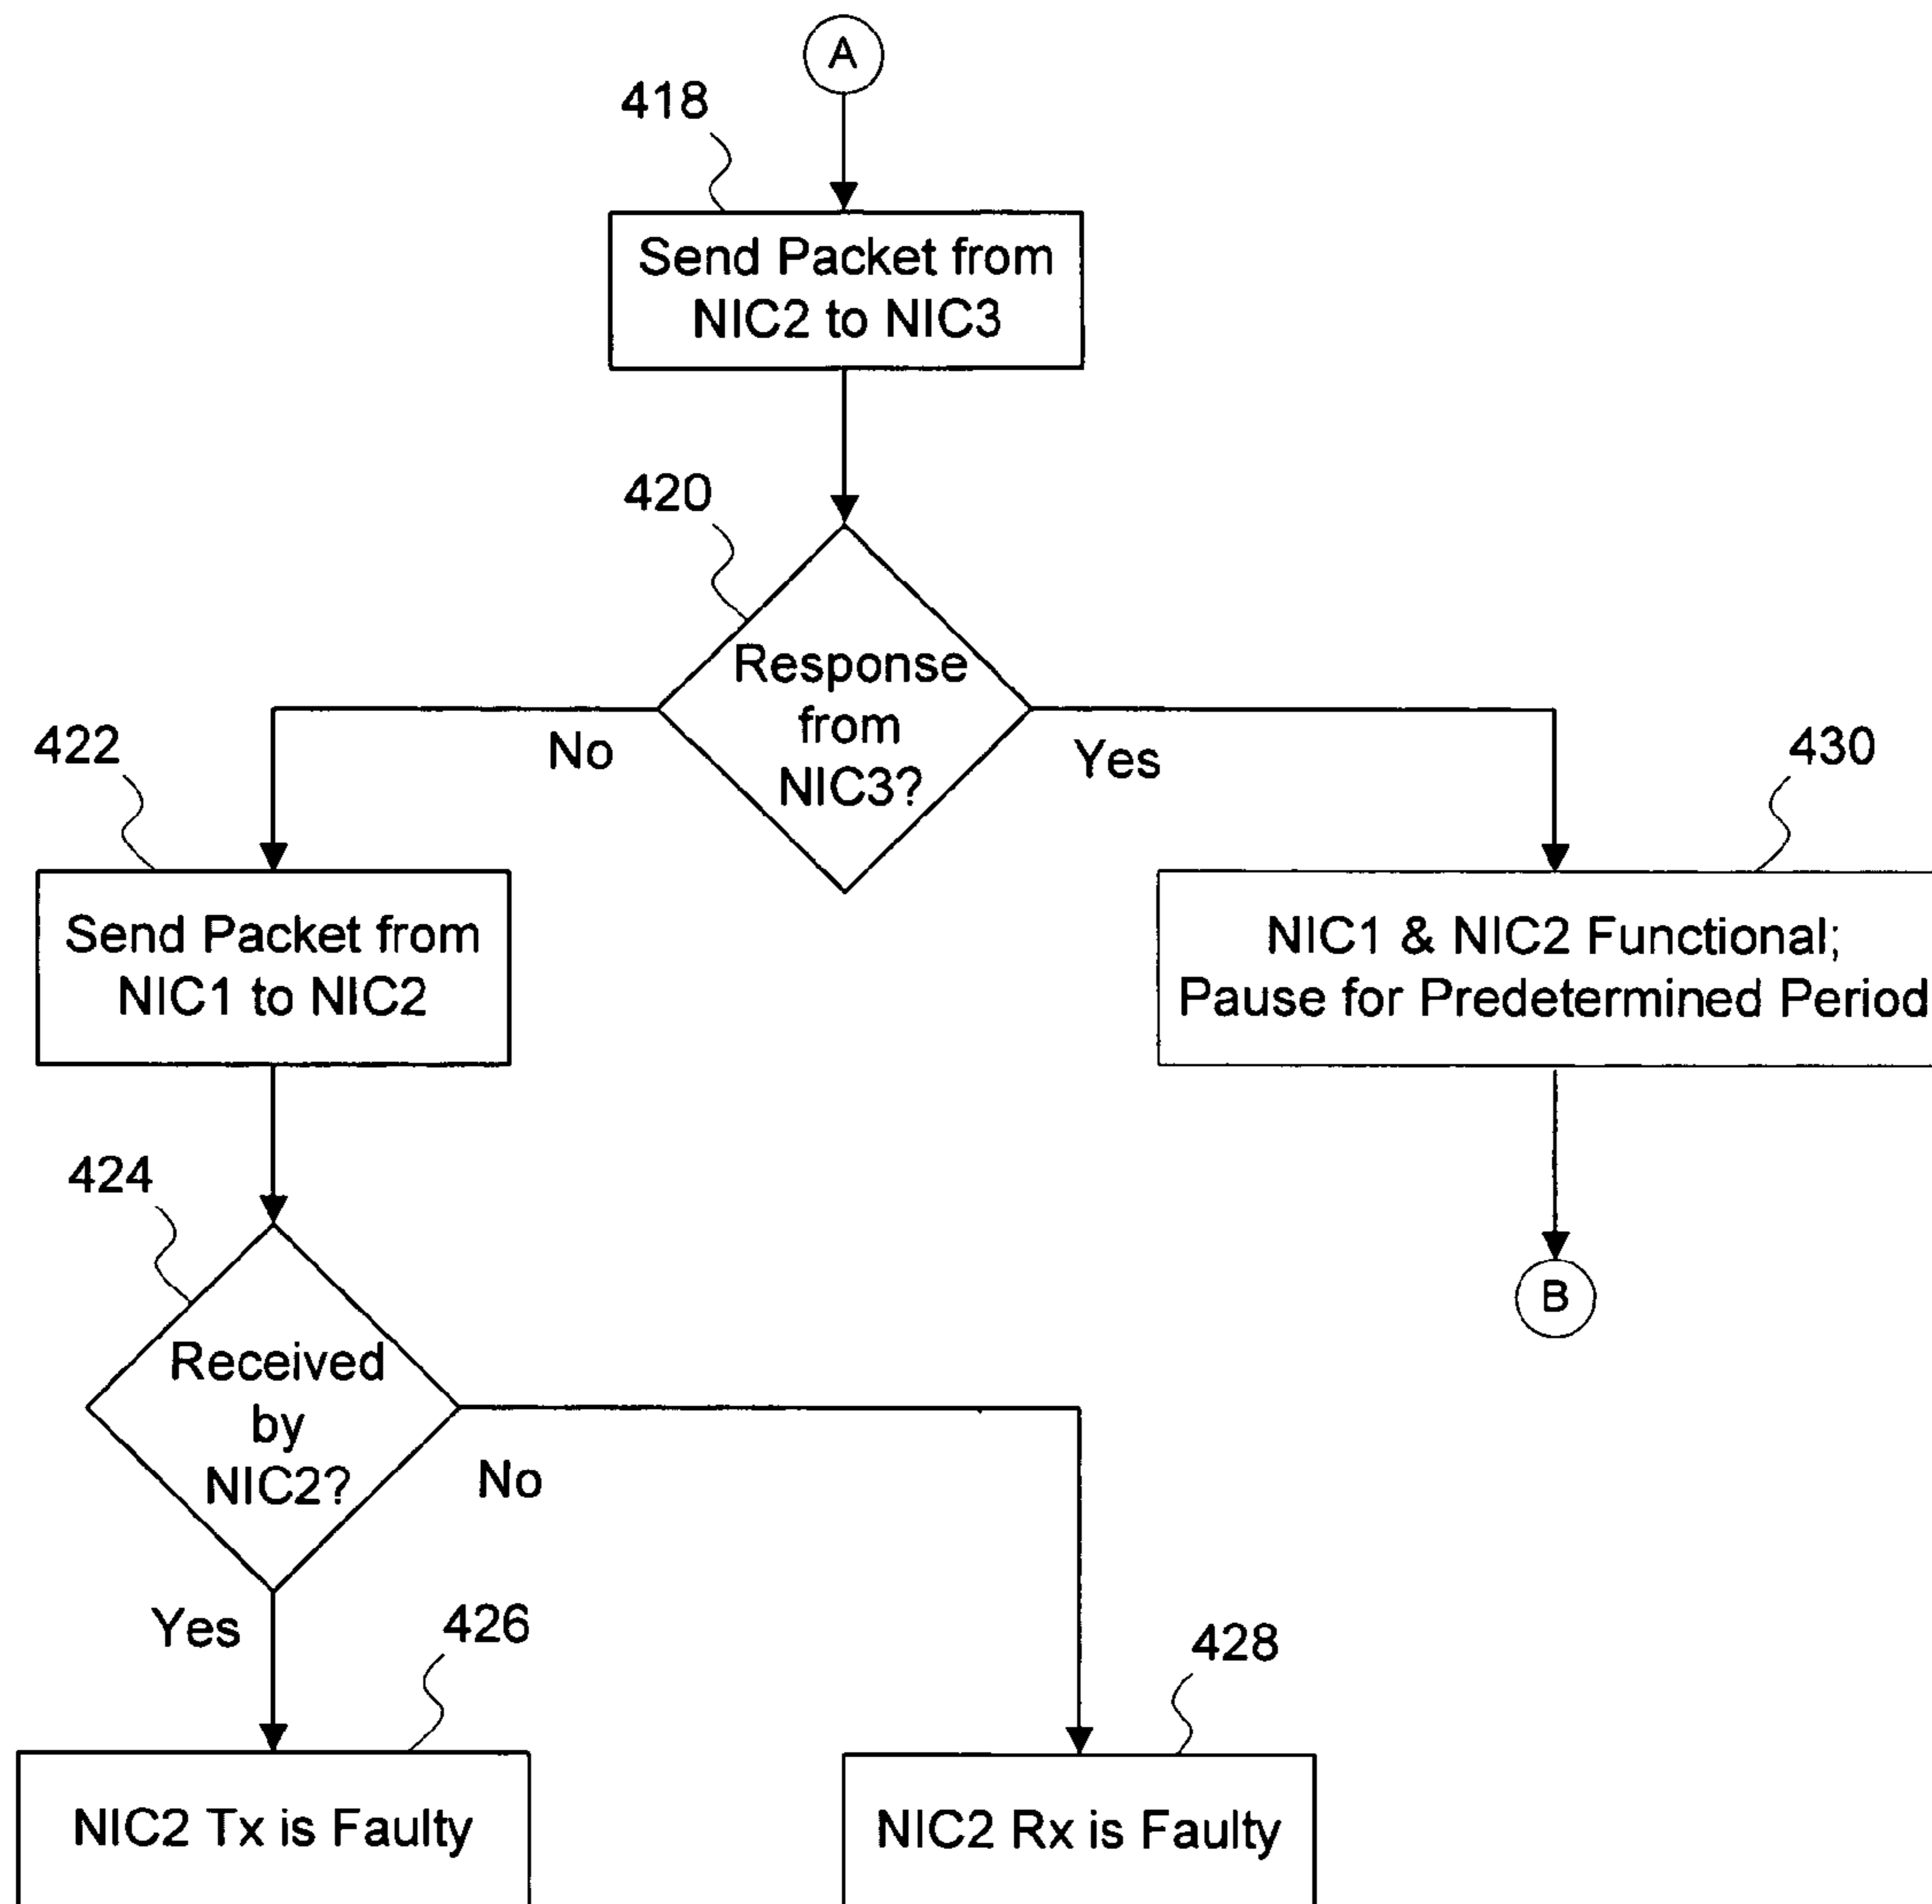 A
418
Send Packet from
NIC2 to NIC3
420
Response
from
NIC3?
No
Yes
422
430
Send Packet from
NIC1 to NIC2
NIC1 & NIC2 Functional;
Pause for Predetermined Period
424
B
Received
by
NIC2?
No
Yes
426
428
NIC2 Tx is Faulty
NIC2 Rx is Faulty